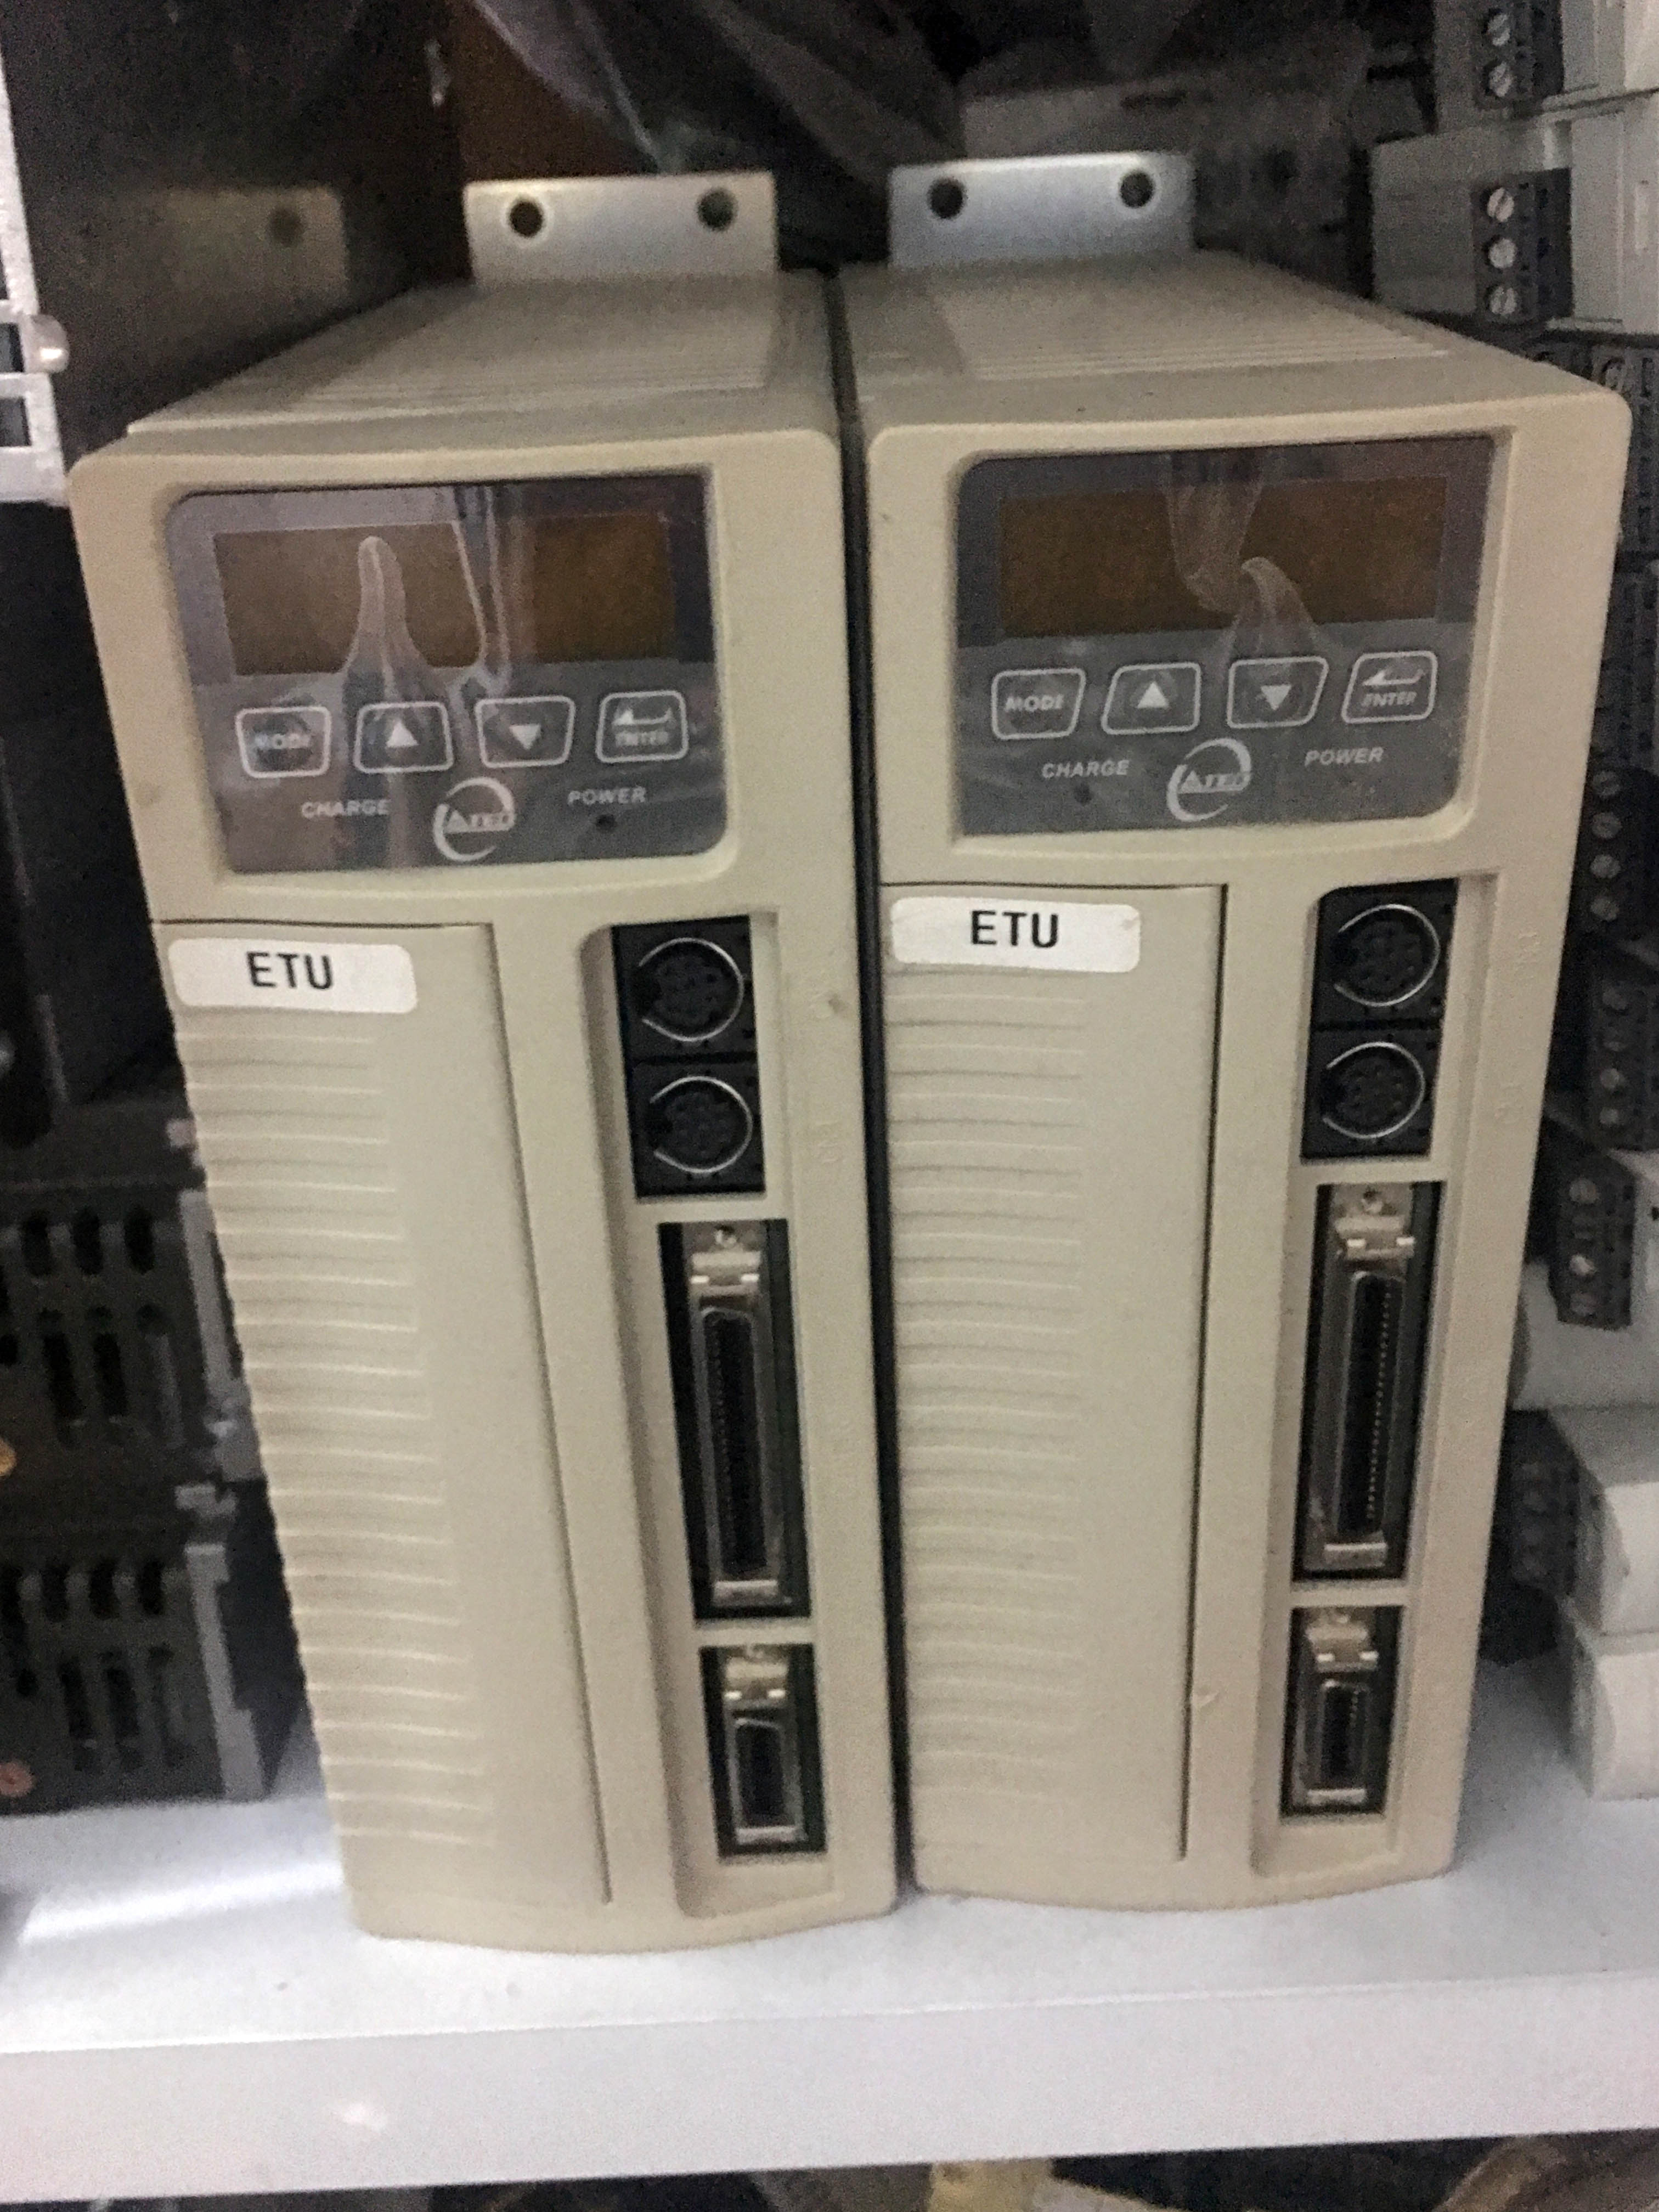 MODE
ENTER
CHARGE
POWER
ETU
MODE
ENTER
CHARGE
POWER
ETU